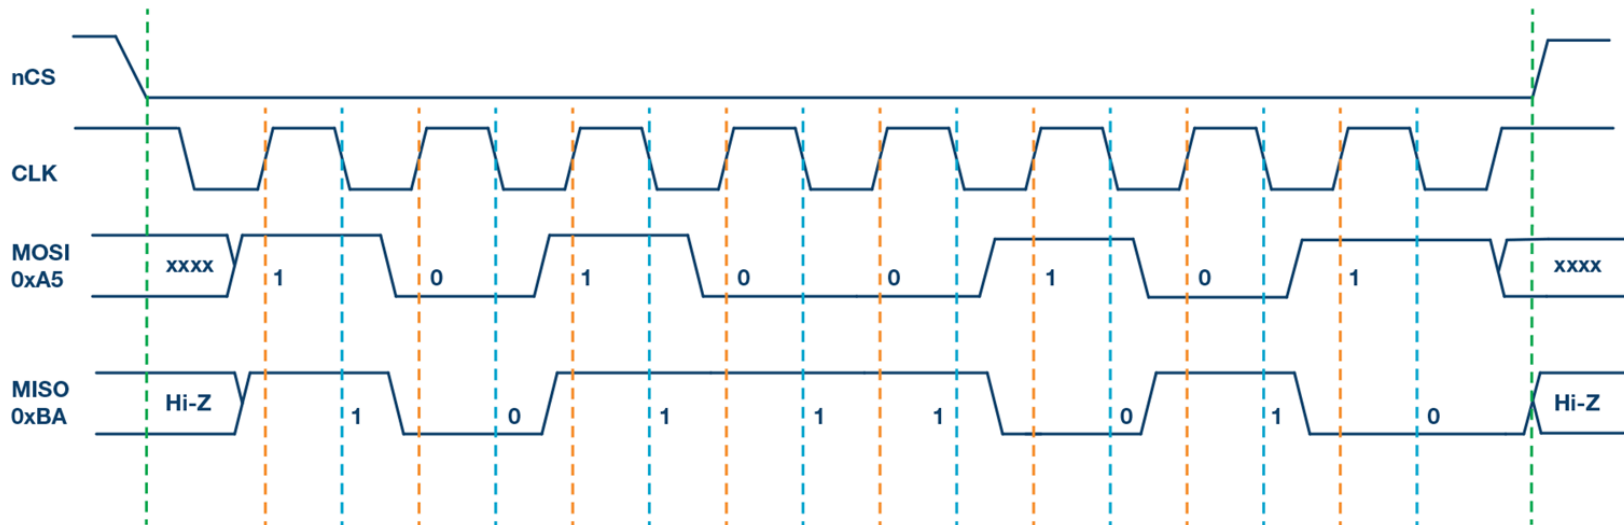 nCS
CLK
MOSI
0xA5
xxxx
1 0 1 0 0 1 0 1
xxxx
MISO
0xBA
Hi-Z
1 0 1 1 1 0 1 0
Hi-Z